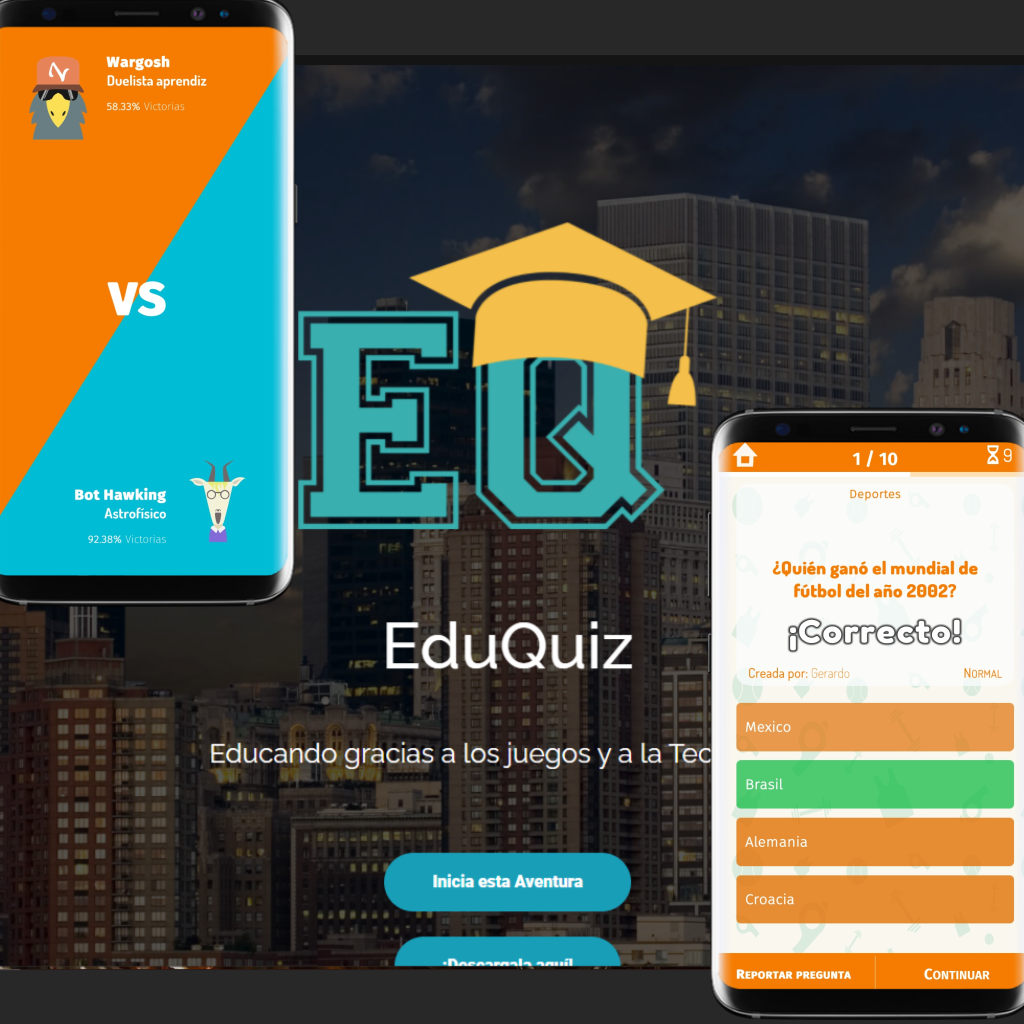 Wargosh
Duelista aprendiz
58.33% Victorias
VS
Bot Hawking
Astrofísico
92.38% Victorias
EQ
EduQuiz
Educando gracias a los juegos y a la Tec
Inicia esta Aventura
¡Descargala aquí!
1 / 10
9
Deportes
¿Quién ganó el mundial de
fútbol del año 2002?
¡Correcto!
Creada por: Gerardo
NORMAL
Mexico
Brasil
Alemania
Croacia
REPORTAR PREGUNTA
CONTINUAR